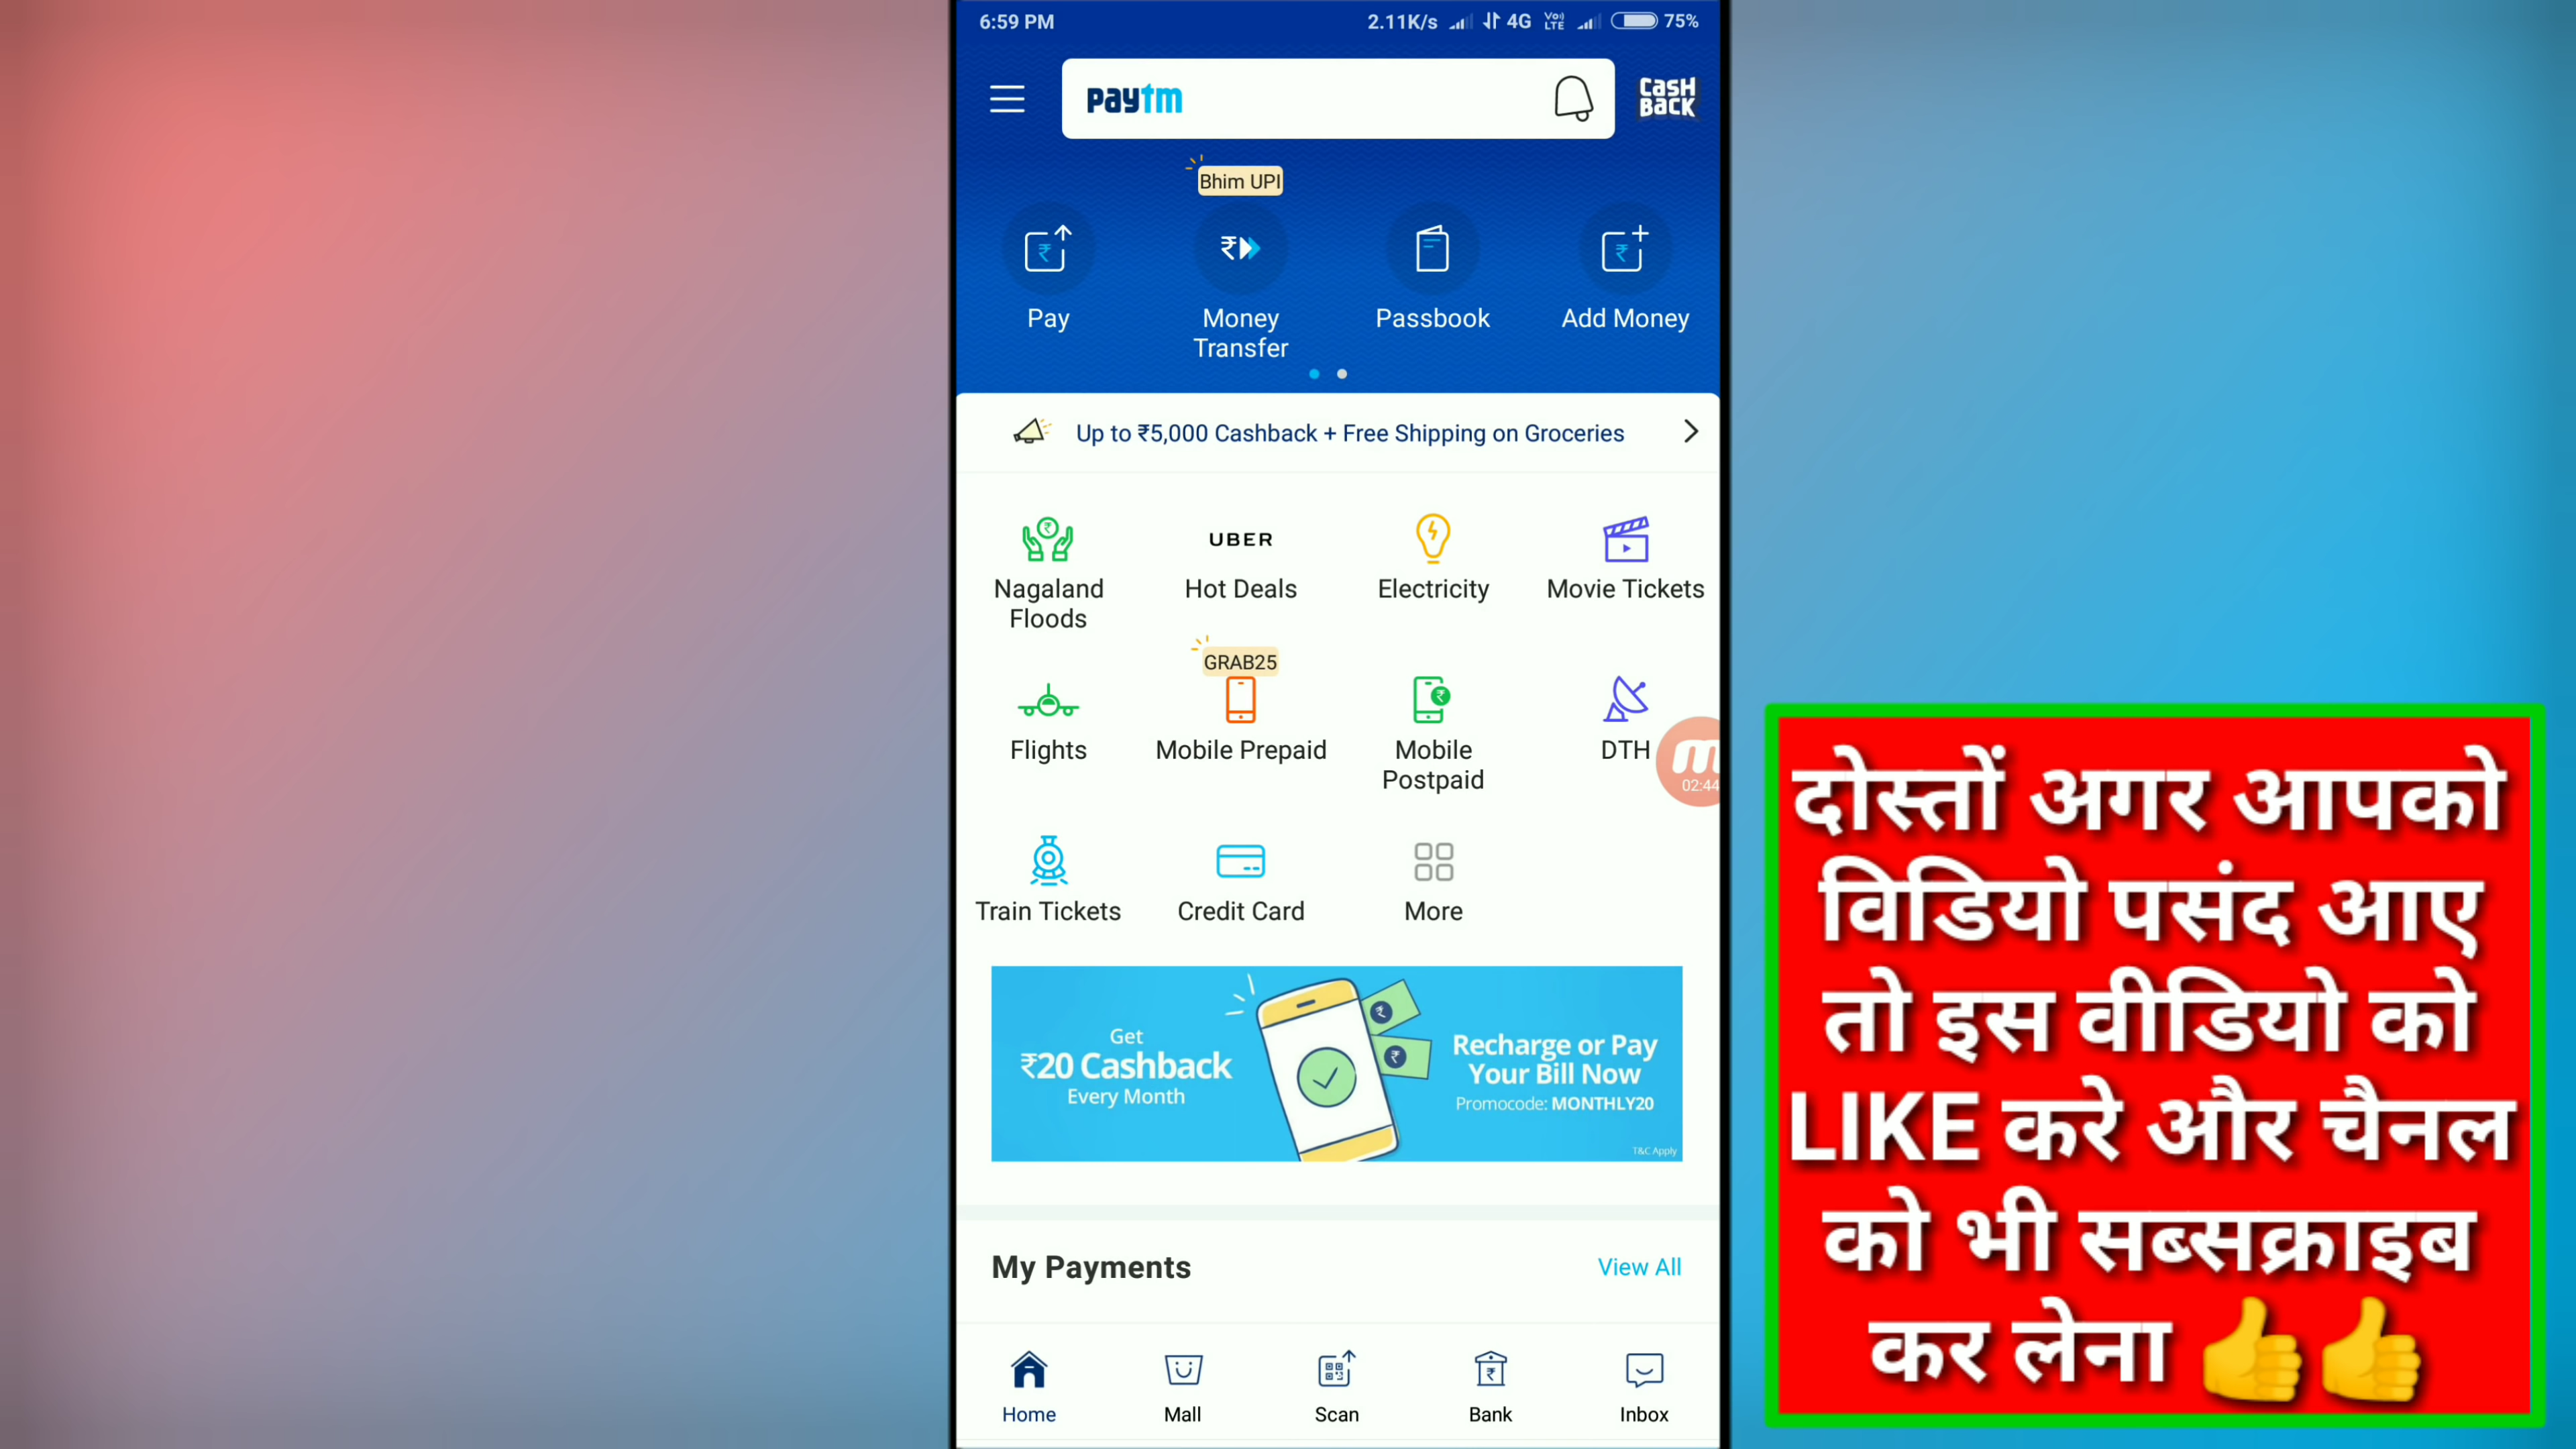 6:59 PM 2.11K/s 4G Vo) LTE 75%
paytm CASH BACK
Bhim UPI
Pay Money Transfer Passbook Add Money
Up to ₹5,000 Cashback + Free Shipping on Groceries
UBER
Nagaland Floods Hot Deals Electricity Movie Tickets
GRAB25
Flights Mobile Prepaid Mobile Postpaid DTH
02:44
Train Tickets Credit Card More
Get
₹20 Cashback
Every Month
Recharge or Pay
Your Bill Now
Promocode: MONTHLY20
T&C Apply
My Payments View All
Home Mall Scan Bank Inbox
दोस्तों अगर आपको
विडियो पसंद आए
तो इस वीडियो को
LIKE करे और चैनल
को भी सब्सक्राइब
कर लेना 👍👍